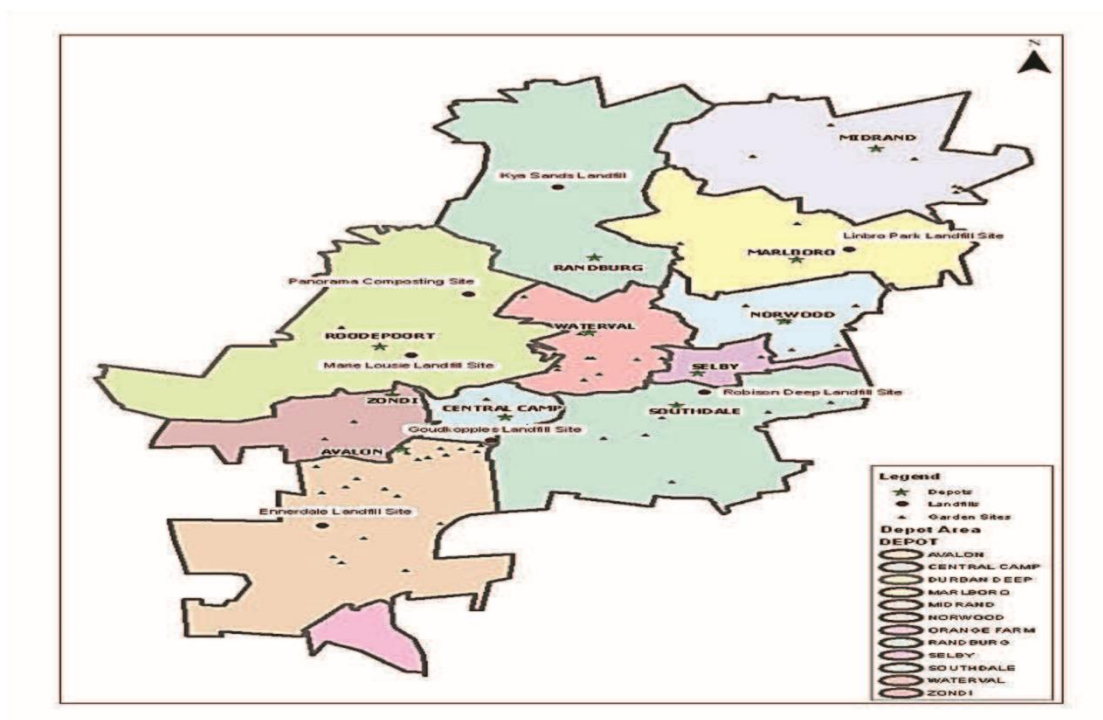 N
MIDRAND
Kya Sands Landfill
Linbro Park Landfill Site
MARLBORO
RANDBURG
Panorama Composting Site
NORWOOD
WATERVAL
ROODEPOORT
Marie Lousie Landfill Site
SELBY
Robison Deep Landfill Site
ZONDI
CENTRAL CAMP
SOUTHDALE
Goudkopples Landfill Site
AVALON
Ennerdale Landfill Site
Legend
Depots
Landfills
Garden Sites
Depot Area
DEPOT
AVALON
CENTRAL CAMP
DURBAN DEEP
MARLBORO
MIDRAND
NORWOOD
ORANGE FARM
RANDBURG
SELBY
SOUTHDALE
WATERVAL
ZONDI